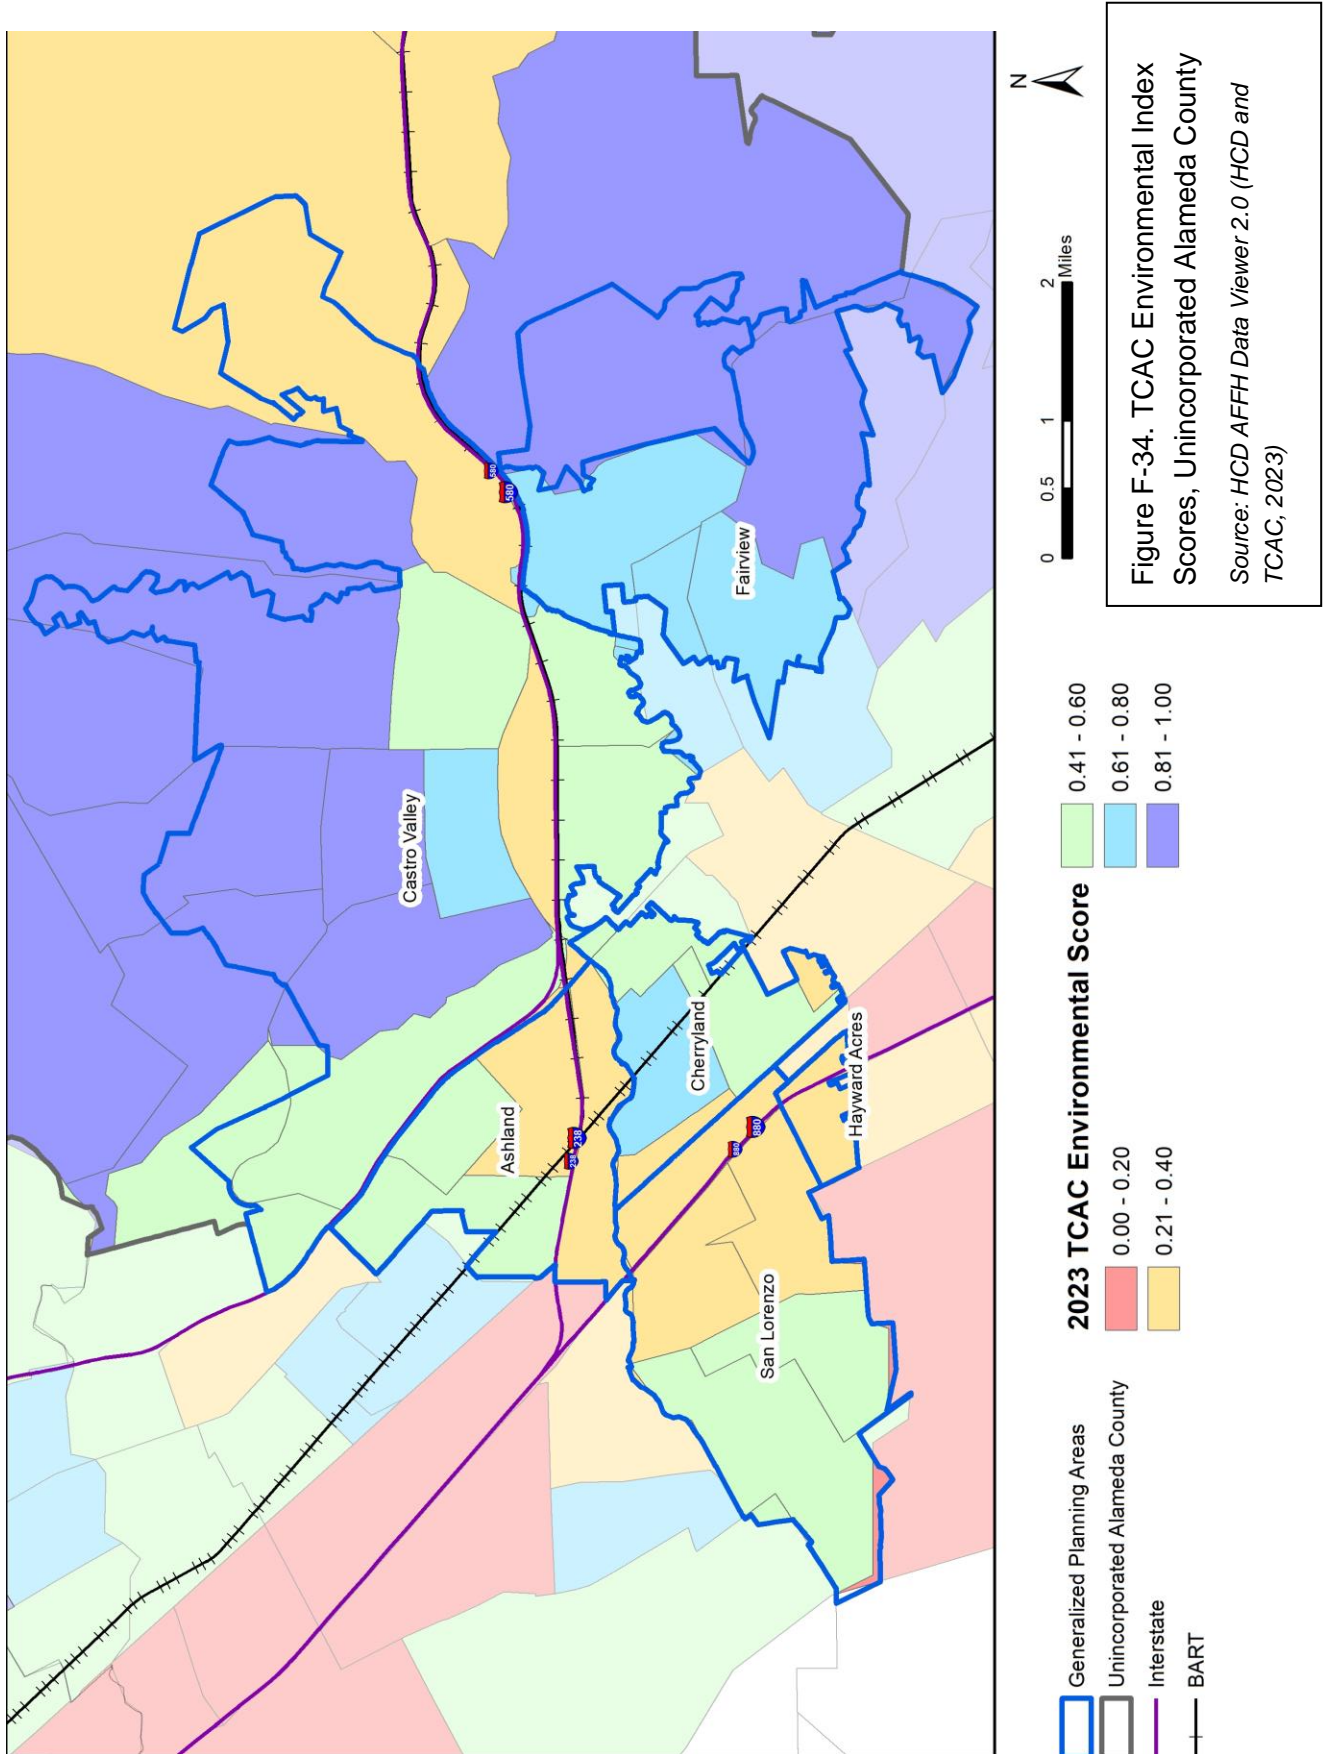 Castro Valley
Ashland
Cherryland
Fairview
Hayward Acres
San Lorenzo
580
580
238
238
880
880
N
0 0.5 1 2
Miles
Generalized Planning Areas
Unincorporated Alameda County
Interstate
BART
2023 TCAC Environmental Score
0.00 - 0.20
0.21 - 0.40
0.41 - 0.60
0.61 - 0.80
0.81 - 1.00
Figure F-34. TCAC Environmental Index
Scores, Unincorporated Alameda County
Source: HCD AFFH Data Viewer 2.0 (HCD and
TCAC, 2023)